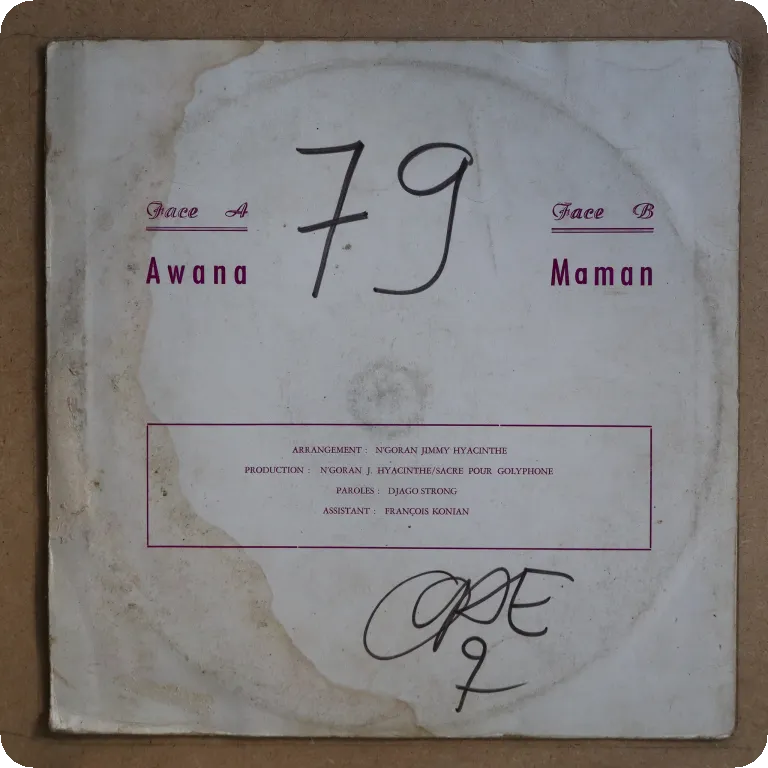 79
Face A
Awana
Face B
Maman
ARRANGEMENT : N'GORAN JIMMY HYACINTHE
PRODUCTION : N'GORAN J. HYACINTHE/SACRE POUR GOLYPHONE
PAROLES : DJAGO STRONG
ASSISTANT : FRANÇOIS KONIAN